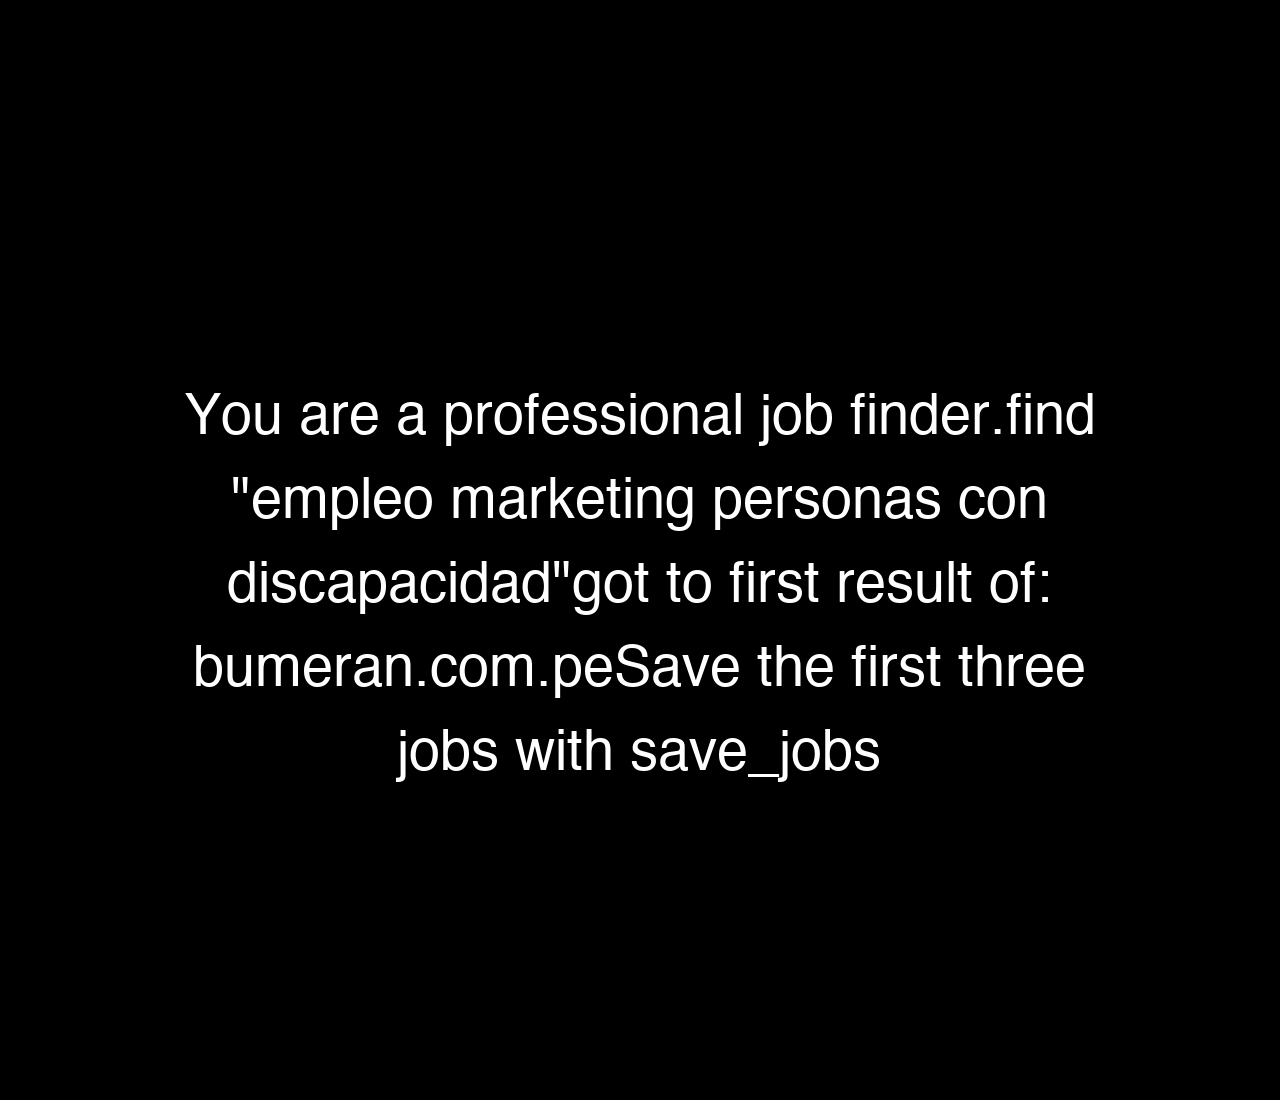 You are a professional job finder.find
"empleo marketing personas con
discapacidad"got to first result of:
bumeran.com.peSave the first three
jobs with save_jobs